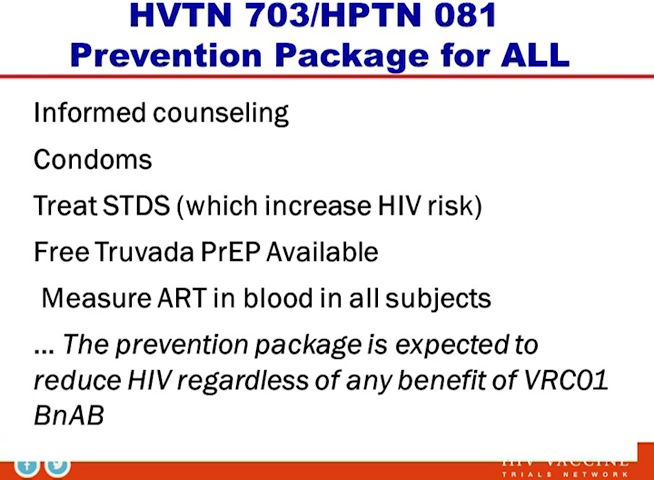 HVTN 703/HPTN 081
Prevention Package for ALL
Informed counseling
Condoms
Treat STDS (which increase HIV risk)
Free Truvada PrEP Available
Measure ART in blood in all subjects
... The prevention package is expected to
reduce HIV regardless of any benefit of VRC01
BnAB
HIV VACCINE
TRIALS NETWORK